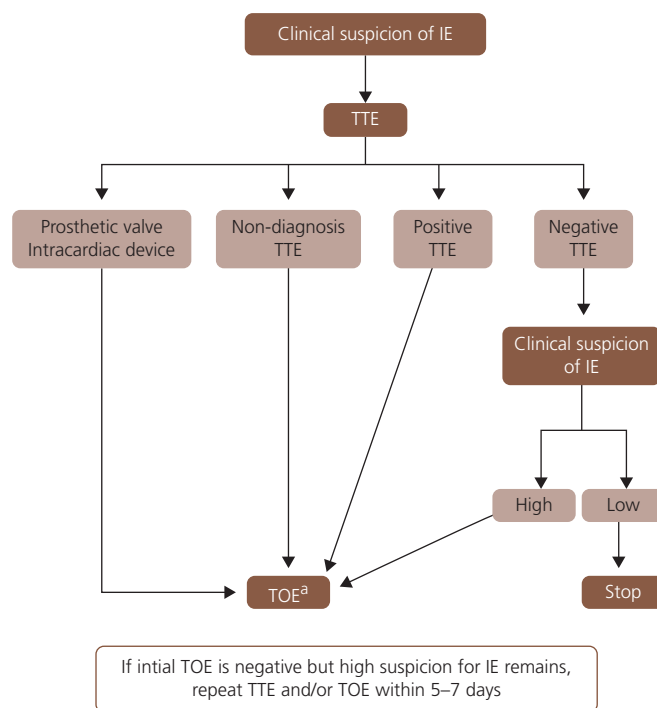 Clinical suspicion of IE
TTE
Prosthetic valve
Intracardiac device
Non-diagnosis
TTE
Positive
TTE
Negative
TTE
Clinical suspicion
of IE
High
Low
TOEᵃ
Stop
If intial TOE is negative but high suspicion for IE remains,
repeat TTE and/or TOE within 5–7 days